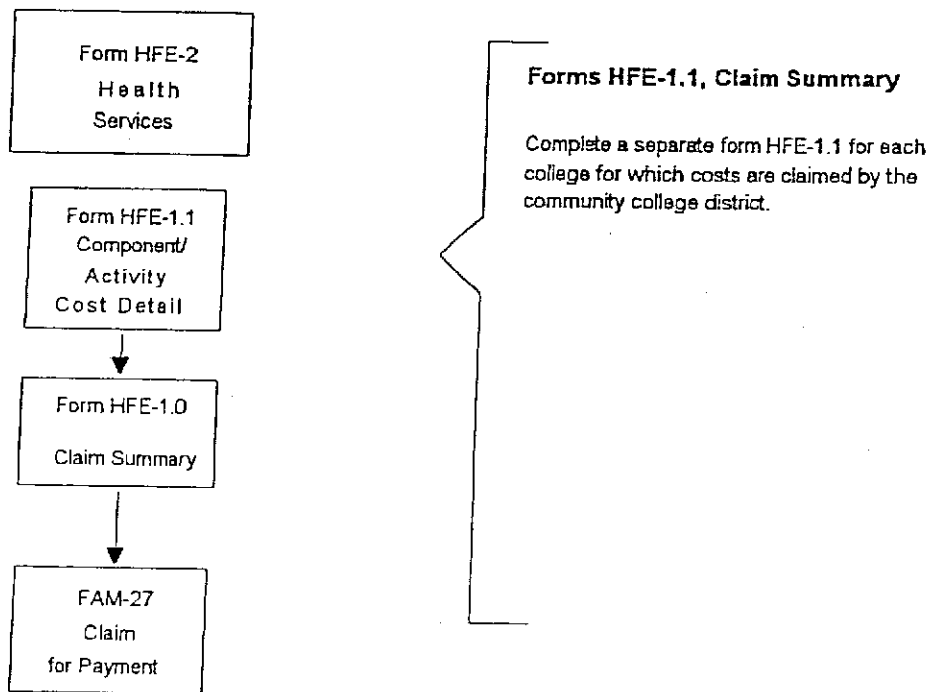 Form HFE-2
Health
Services
Form HFE-1.1
Component/
Activity
Cost Detail
Form HFE-1.0
Claim Summary
FAM-27
Claim
for Payment
Forms HFE-1.1, Claim Summary
Complete a separate form HFE-1.1 for each
college for which costs are claimed by the
community college district.